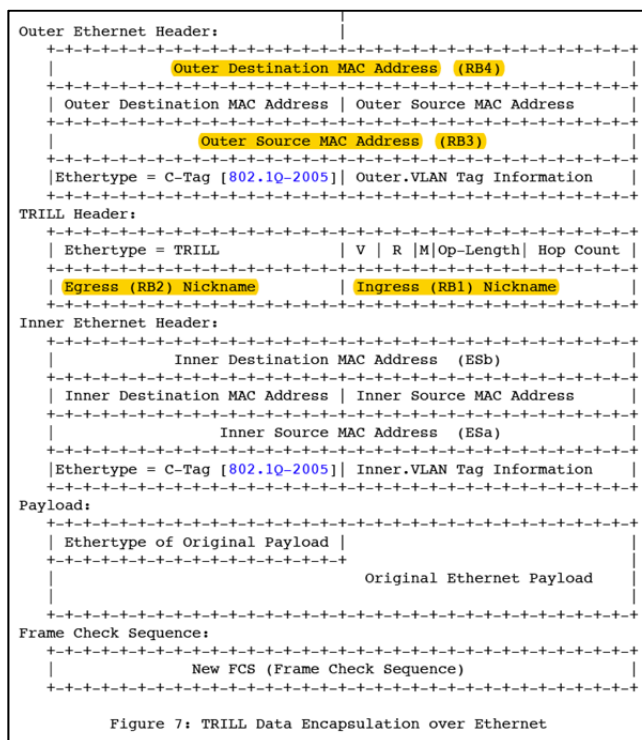 Outer Ethernet Header:             |
+-+-+-+-+-+-+-+-+-+-+-+-+-+-+-+-+-+-+-+-+-+-+-+-+-+-+-+-+-+-+-+-+
|             Outer Destination MAC Address  (RB4)              |
+-+-+-+-+-+-+-+-+-+-+-+-+-+-+-+-+-+-+-+-+-+-+-+-+-+-+-+-+-+-+-+-+
| Outer Destination MAC Address | Outer Source MAC Address      |
+-+-+-+-+-+-+-+-+-+-+-+-+-+-+-+-+-+-+-+-+-+-+-+-+-+-+-+-+-+-+-+-+
|                Outer Source MAC Address  (RB3)                |
+-+-+-+-+-+-+-+-+-+-+-+-+-+-+-+-+-+-+-+-+-+-+-+-+-+-+-+-+-+-+-+-+
|Ethertype = C-Tag [802.1Q-2005]| Outer.VLAN Tag Information    |
+-+-+-+-+-+-+-+-+-+-+-+-+-+-+-+-+-+-+-+-+-+-+-+-+-+-+-+-+-+-+-+-+
TRILL Header:
+-+-+-+-+-+-+-+-+-+-+-+-+-+-+-+-+-+-+-+-+-+-+-+-+-+-+-+-+-+-+-+-+
| Ethertype = TRILL             | V | R |M|Op-Length| Hop Count |
+-+-+-+-+-+-+-+-+-+-+-+-+-+-+-+-+-+-+-+-+-+-+-+-+-+-+-+-+-+-+-+-+
| Egress (RB2) Nickname         | Ingress (RB1) Nickname        |
+-+-+-+-+-+-+-+-+-+-+-+-+-+-+-+-+-+-+-+-+-+-+-+-+-+-+-+-+-+-+-+-+
Inner Ethernet Header:
+-+-+-+-+-+-+-+-+-+-+-+-+-+-+-+-+-+-+-+-+-+-+-+-+-+-+-+-+-+-+-+-+
|             Inner Destination MAC Address  (ESb)              |
+-+-+-+-+-+-+-+-+-+-+-+-+-+-+-+-+-+-+-+-+-+-+-+-+-+-+-+-+-+-+-+-+
| Inner Destination MAC Address | Inner Source MAC Address      |
+-+-+-+-+-+-+-+-+-+-+-+-+-+-+-+-+-+-+-+-+-+-+-+-+-+-+-+-+-+-+-+-+
|                  Inner Source MAC Address  (ESa)              |
+-+-+-+-+-+-+-+-+-+-+-+-+-+-+-+-+-+-+-+-+-+-+-+-+-+-+-+-+-+-+-+-+
|Ethertype = C-Tag [802.1Q-2005]| Inner.VLAN Tag Information    |
+-+-+-+-+-+-+-+-+-+-+-+-+-+-+-+-+-+-+-+-+-+-+-+-+-+-+-+-+-+-+-+-+
Payload:
+-+-+-+-+-+-+-+-+-+-+-+-+-+-+-+-+-+-+-+-+-+-+-+-+-+-+-+-+-+-+-+-+
| Ethertype of Original Payload |                               |
+-+-+-+-+-+-+-+-+-+-+-+-+-+-+-+-+                               |
|                                  Original Ethernet Payload    |
|                                                               |
+-+-+-+-+-+-+-+-+-+-+-+-+-+-+-+-+-+-+-+-+-+-+-+-+-+-+-+-+-+-+-+-+
Frame Check Sequence:
+-+-+-+-+-+-+-+-+-+-+-+-+-+-+-+-+-+-+-+-+-+-+-+-+-+-+-+-+-+-+-+-+
|               New FCS (Frame Check Sequence)                  |
+-+-+-+-+-+-+-+-+-+-+-+-+-+-+-+-+-+-+-+-+-+-+-+-+-+-+-+-+-+-+-+-+
Figure 7: TRILL Data Encapsulation over Ethernet